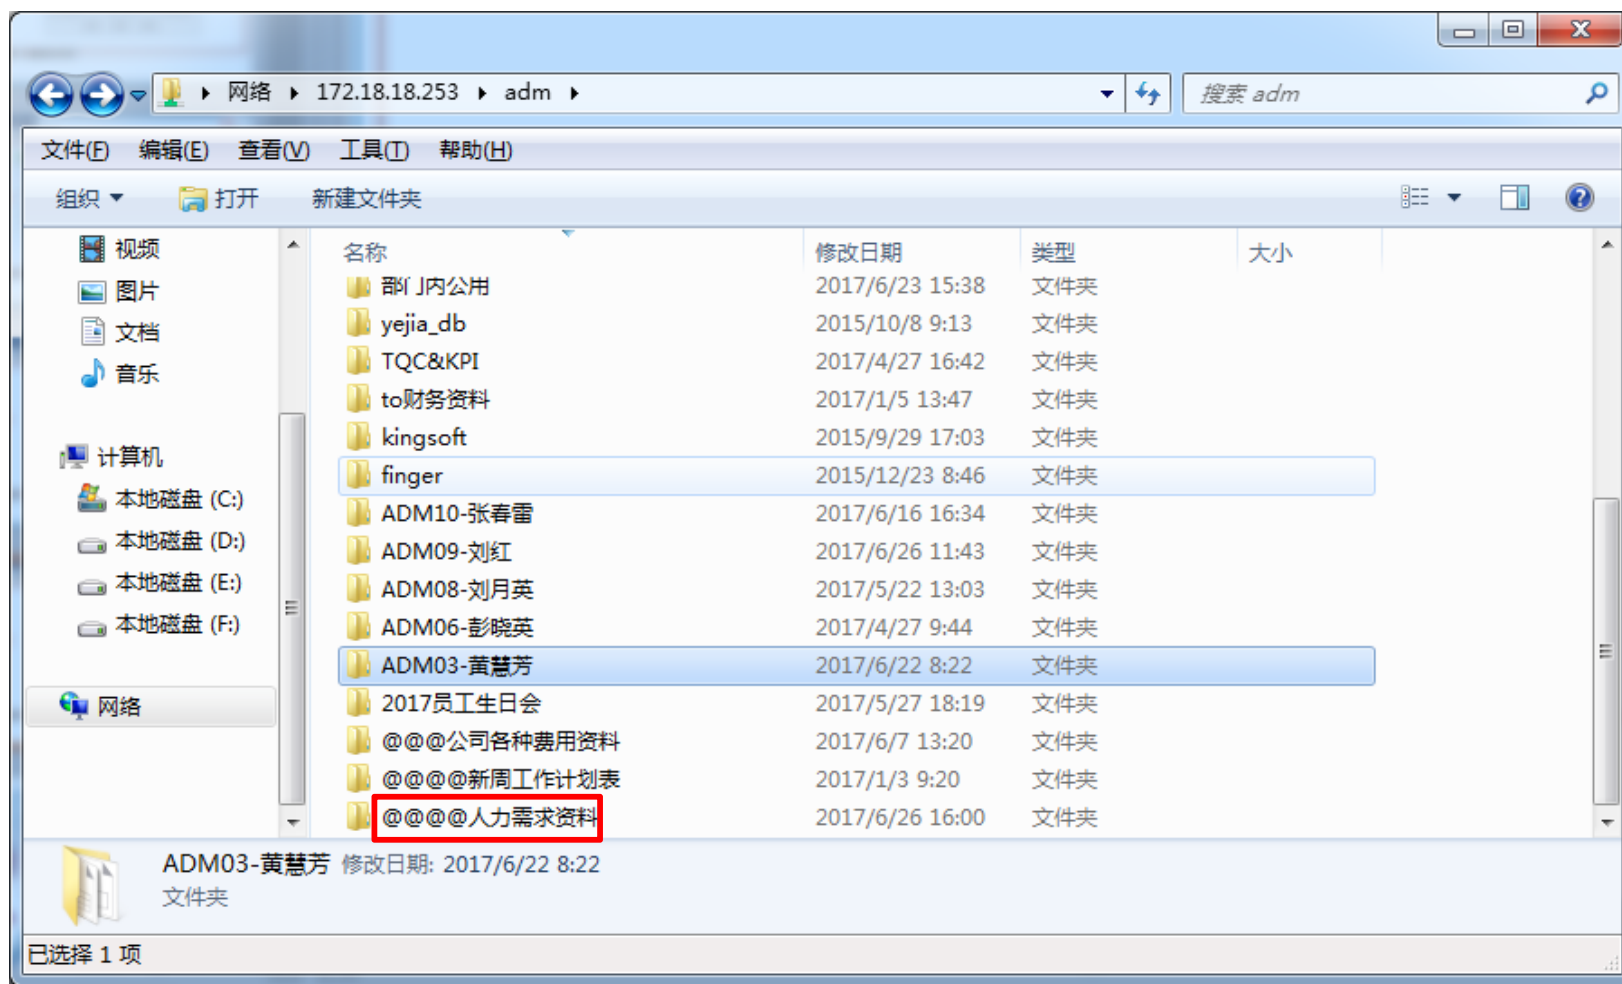 网络 172.18.18.253 adm 搜索 adm
文件(F) 编辑(E) 查看(V) 工具(T) 帮助(H)
组织 打开 新建文件夹
视频
图片
文档
音乐
计算机
本地磁盘 (C:)
本地磁盘 (D:)
本地磁盘 (E:)
本地磁盘 (F:)
网络
名称 修改日期 类型 大小
部门内公用 2017/6/23 15:38 文件夹
yejia_db 2015/10/8 9:13 文件夹
TQC&KPI 2017/4/27 16:42 文件夹
to财务资料 2017/1/5 13:47 文件夹
kingsoft 2015/9/29 17:03 文件夹
finger 2015/12/23 8:46 文件夹
ADM10-张春雷 2017/6/16 16:34 文件夹
ADM09-刘红 2017/6/26 11:43 文件夹
ADM08-刘月英 2017/5/22 13:03 文件夹
ADM06-彭晓英 2017/4/27 9:44 文件夹
ADM03-黄慧芳 2017/6/22 8:22 文件夹
2017员工生日会 2017/5/27 18:19 文件夹
@@@公司各种费用资料 2017/6/7 13:20 文件夹
@@@@新周工作计划表 2017/1/3 9:20 文件夹
@@@@人力需求资料 2017/6/26 16:00 文件夹
ADM03-黄慧芳 修改日期: 2017/6/22 8:22
文件夹
已选择 1 项